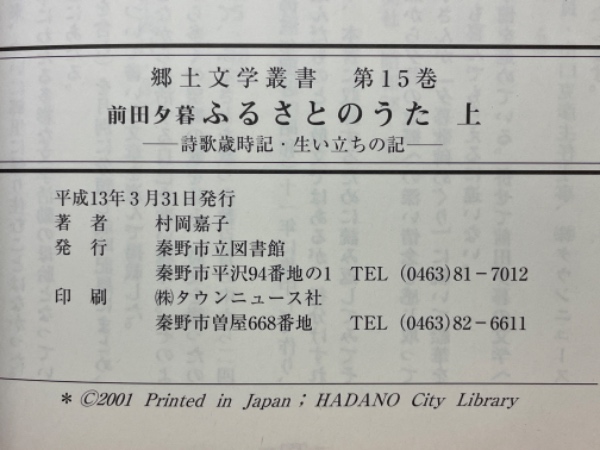 郷土文学叢書 第15巻
前田夕暮 ふるさとのうた 上
――詩歌歳時記・生い立ちの記――
平成13年3月31日発行
著者 村岡嘉子
発行 秦野市立図書館
秦野市平沢94番地の1 TEL (0463)81－7012
印刷 ㈱タウンニュース社
秦野市曽屋668番地 TEL (0463)82－6611
＊©2001 Printed in Japan ; HADANO City Library